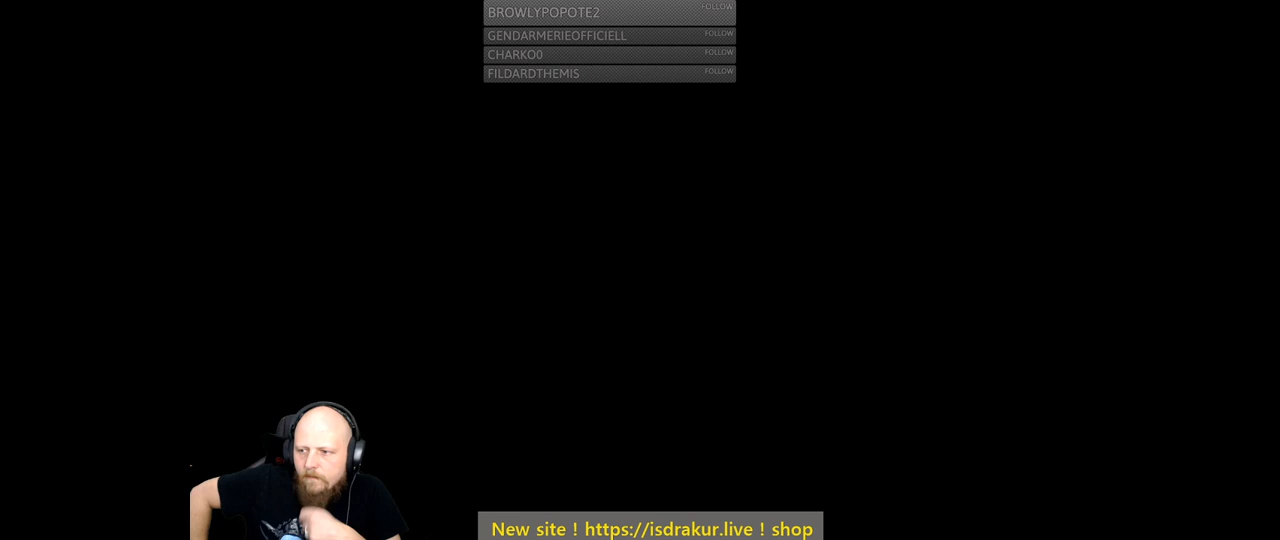 BROWLYPOPOTE2 FOLLOW
GENDARMERIEOFFICIELL FOLLOW
CHARKO0 FOLLOW
FILDARDTHEMIS FOLLOW
New site ! https://isdrakur.live ! shop